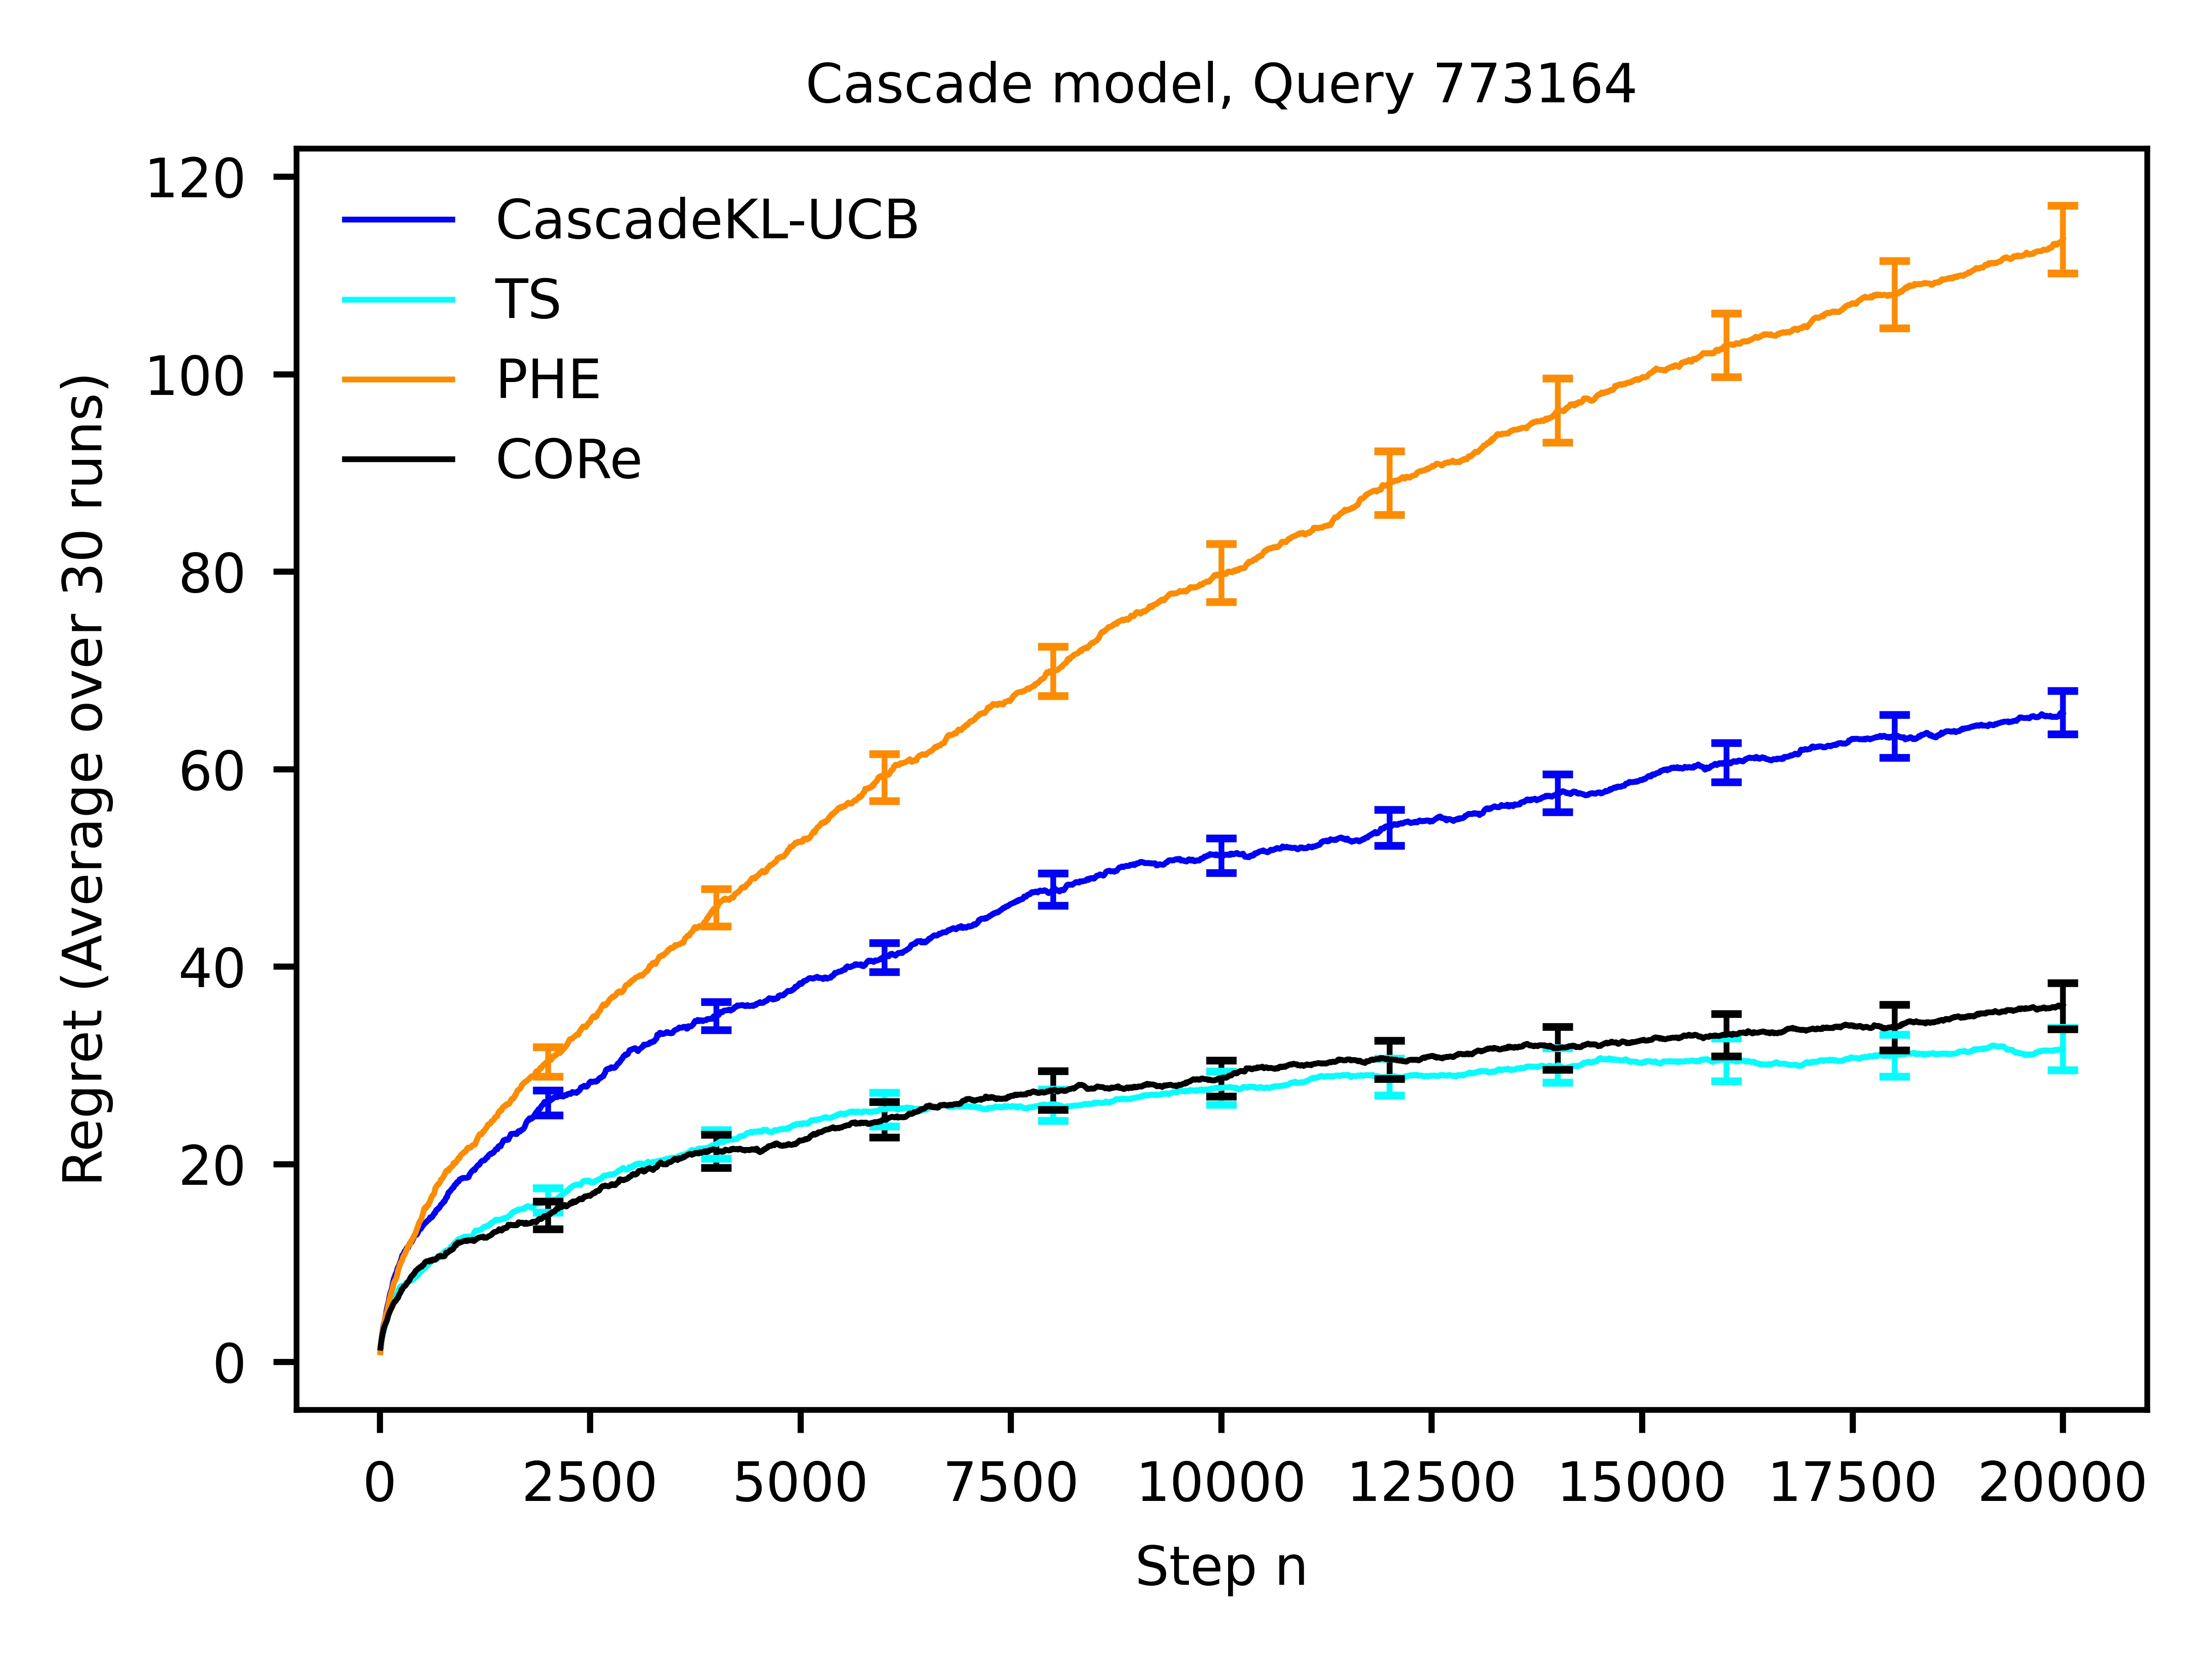 Cascade model, Query 773164
120
100
80
60
40
20
0
Regret (Average over 30 runs)
CascadeKL-UCB
TS
PHE
CORe
0 2500 5000 7500 10000 12500 15000 17500 20000
Step n